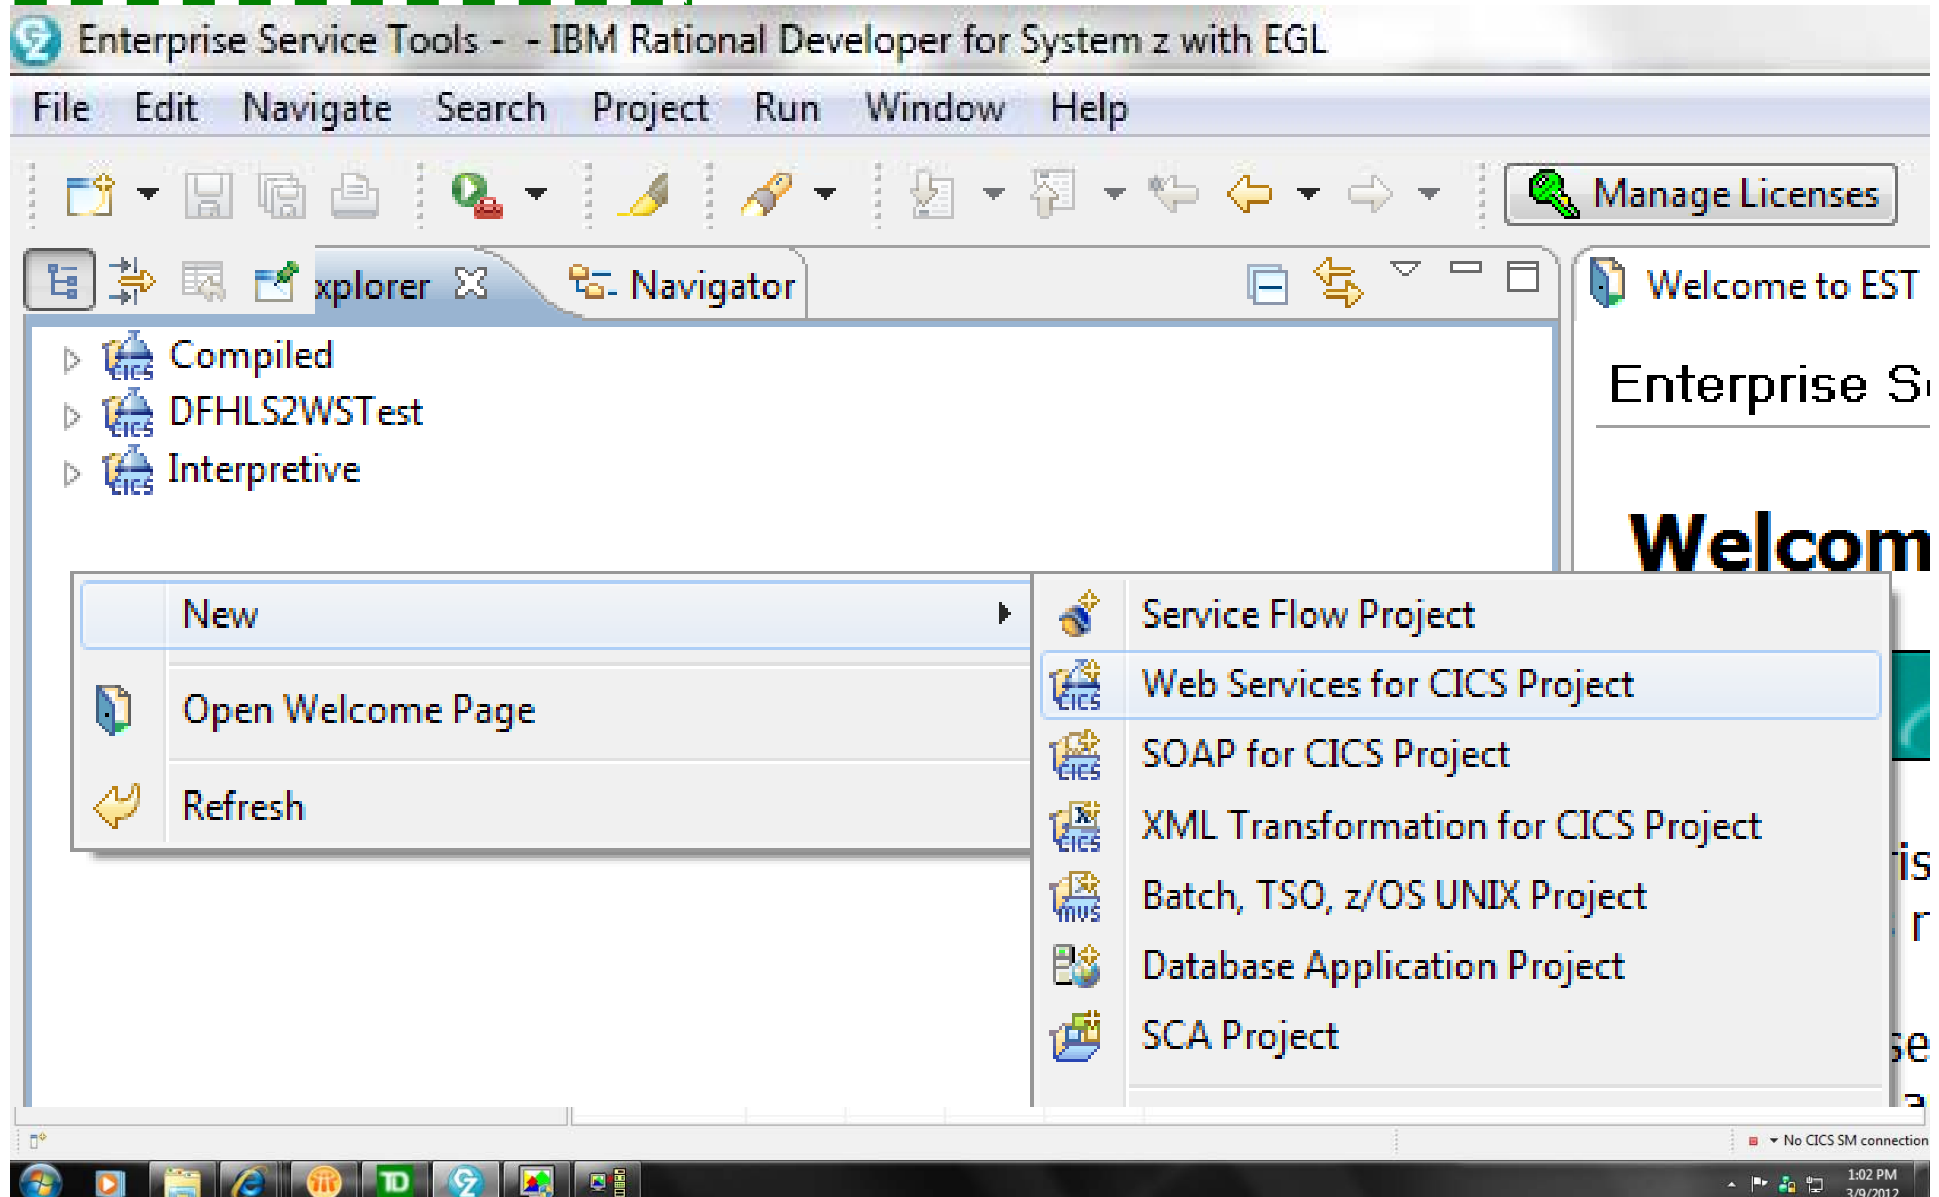 Enterprise Service Tools - - IBM Rational Developer for System z with EGL
File Edit Navigate Search Project Run Window Help
Manage Licenses
xplorer Navigator
Welcome to EST
Compiled
DFHLS2WSTest
Interpretive
Enterprise S
Welcom
New
Open Welcome Page
Refresh
Service Flow Project
Web Services for CICS Project
SOAP for CICS Project
XML Transformation for CICS Project
Batch, TSO, z/OS UNIX Project
Database Application Project
SCA Project
No CICS SM connection
1:02 PM
3/9/2012